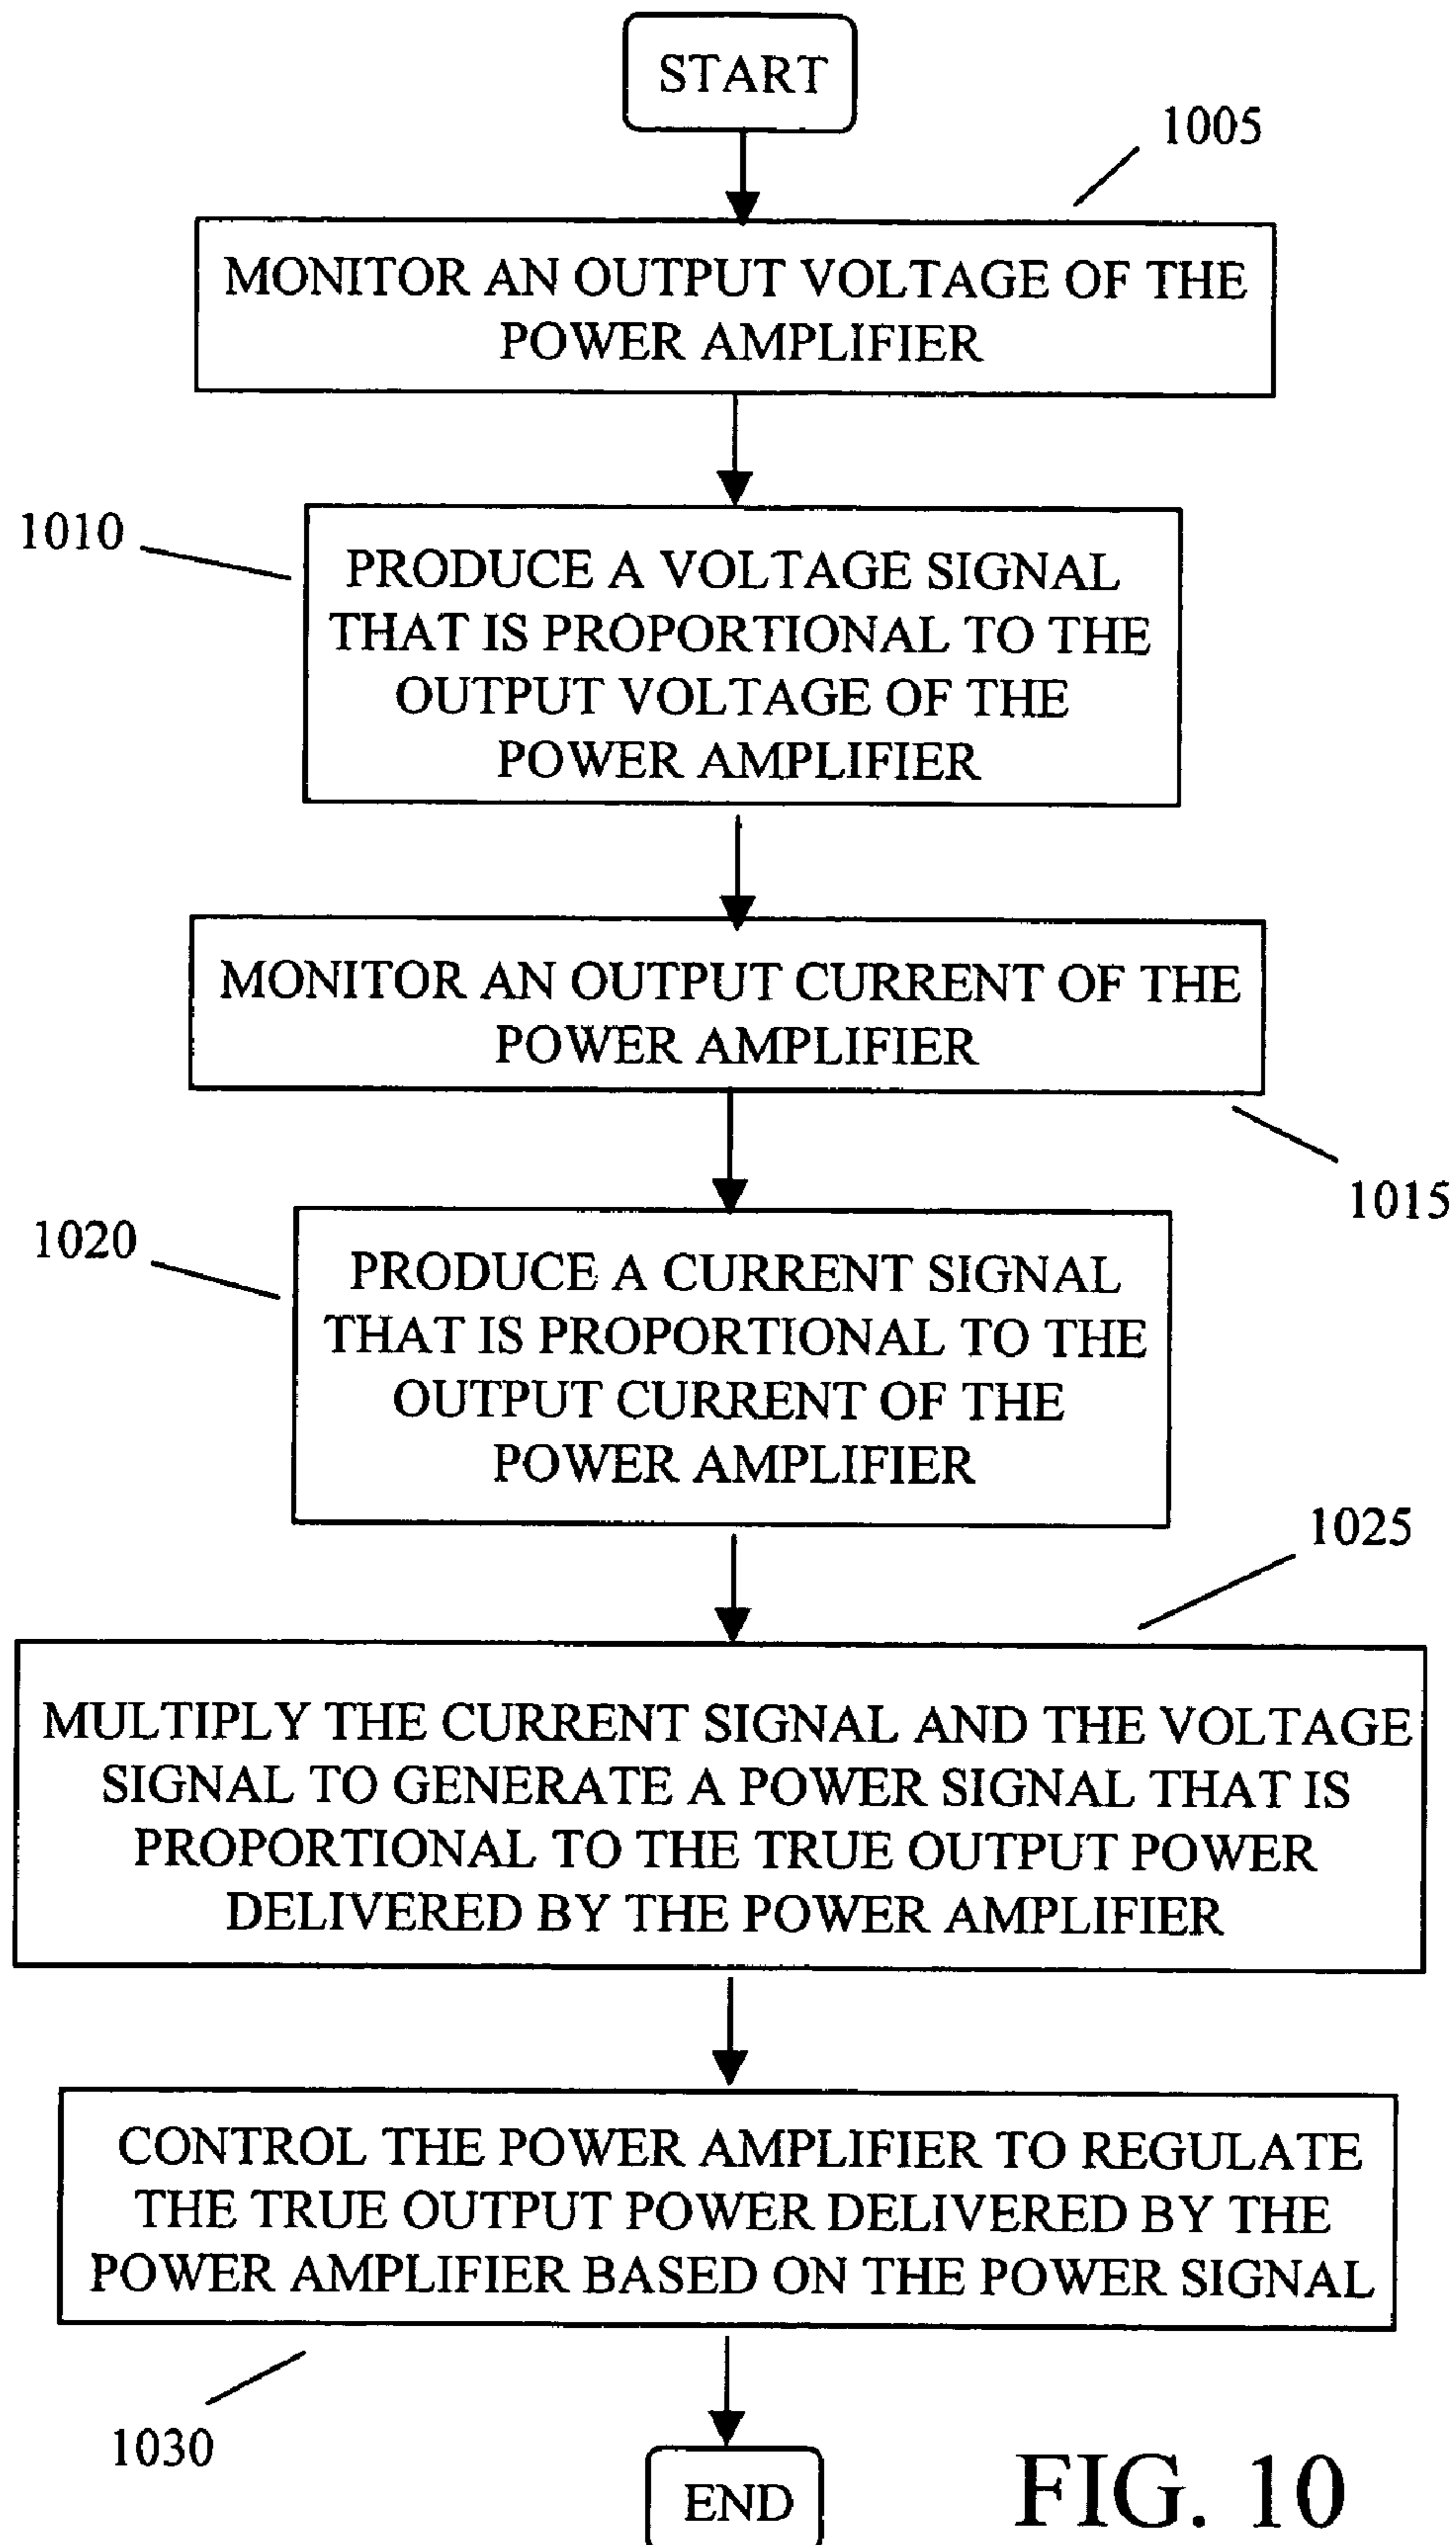 START
1005
MONITOR AN OUTPUT VOLTAGE OF THE
POWER AMPLIFIER
1010
PRODUCE A VOLTAGE SIGNAL
THAT IS PROPORTIONAL TO THE
OUTPUT VOLTAGE OF THE
POWER AMPLIFIER
MONITOR AN OUTPUT CURRENT OF THE
POWER AMPLIFIER
1015
1020
PRODUCE A CURRENT SIGNAL
THAT IS PROPORTIONAL TO THE
OUTPUT CURRENT OF THE
POWER AMPLIFIER
1025
MULTIPLY THE CURRENT SIGNAL AND THE VOLTAGE
SIGNAL TO GENERATE A POWER SIGNAL THAT IS
PROPORTIONAL TO THE TRUE OUTPUT POWER
DELIVERED BY THE POWER AMPLIFIER
CONTROL THE POWER AMPLIFIER TO REGULATE
THE TRUE OUTPUT POWER DELIVERED BY THE
POWER AMPLIFIER BASED ON THE POWER SIGNAL
1030
END
FIG. 10